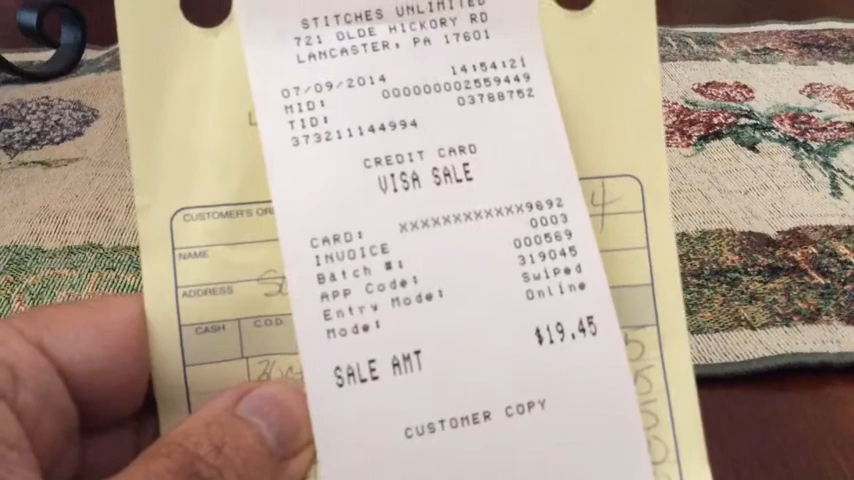 STITCHES UNLIMITED
721 OLDE HICKORY RD
LANCASTER, PA 17601
07/09/2014 14:54:21
MID: 000000002559449
TID: 03788752
373211144994
CREDIT CARD
VISA SALE
CARD: XXXXXXXXXXXX9692
INVOICE 0003
Batch #: 000569
APP Code: 319045
Entry Mode: Swiped
Mode: Online
SALE AMT $19.45
CUSTOMER COPY
CUSTOMER'S
NAME
ADDRESS
CASH C.O.D.